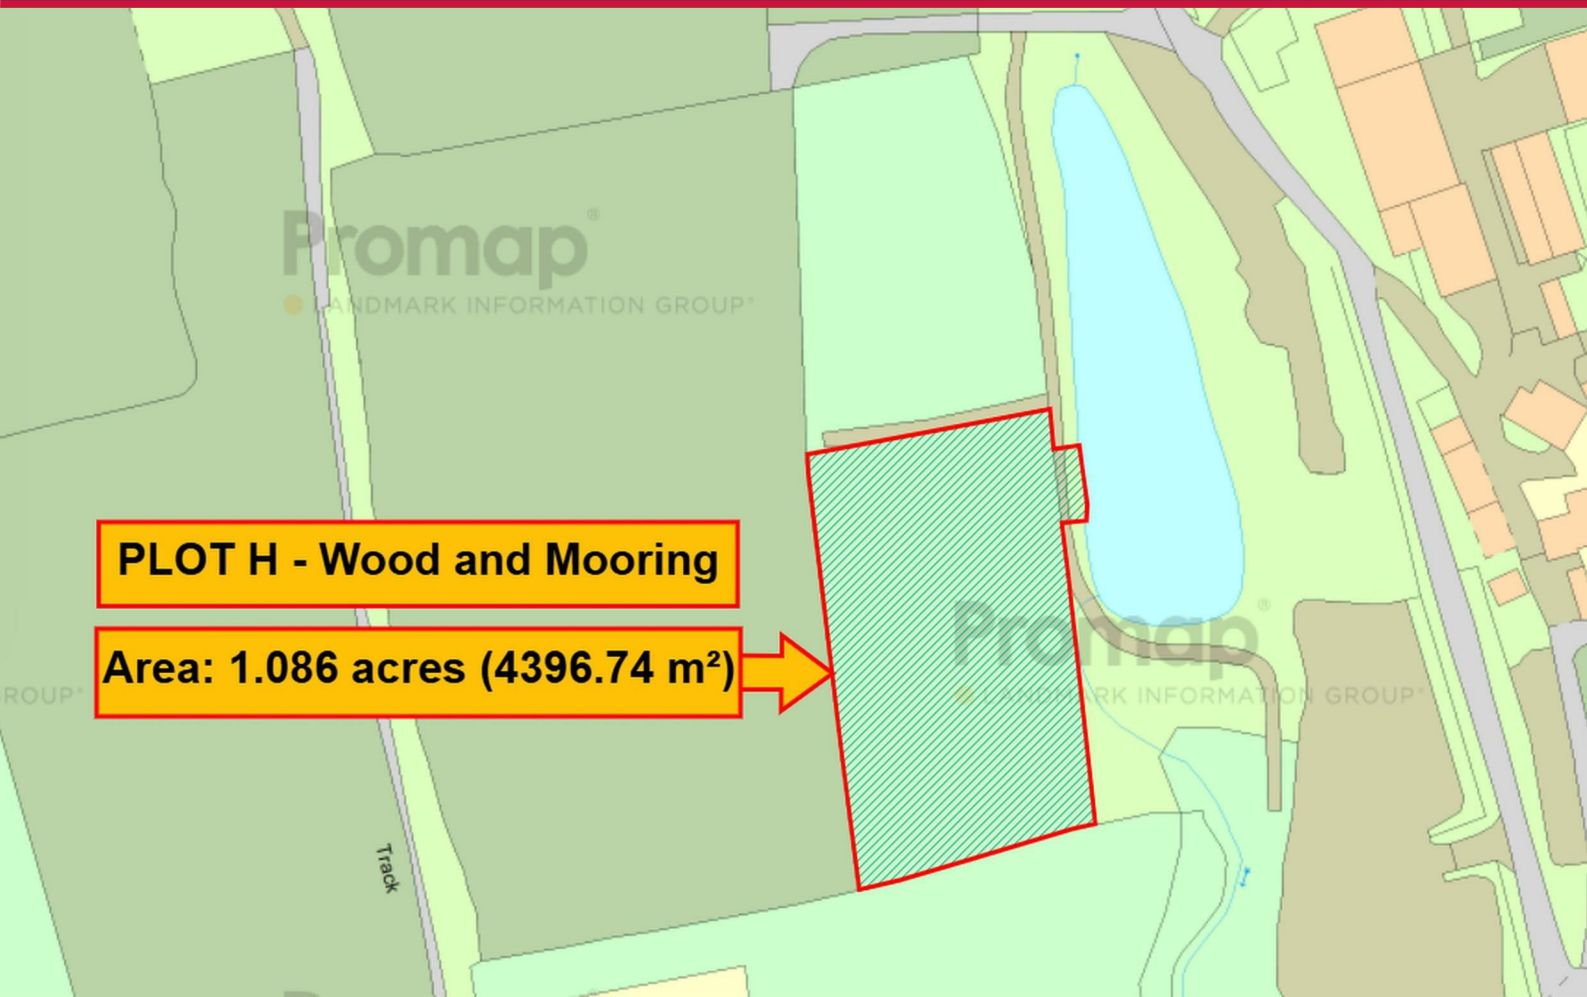 Promap®
LANDMARK INFORMATION GROUP®
PLOT H - Wood and Mooring
Area: 1.086 acres (4396.74 m²)
Promap®
ROUP®
LANDMARK INFORMATION GROUP®
Track